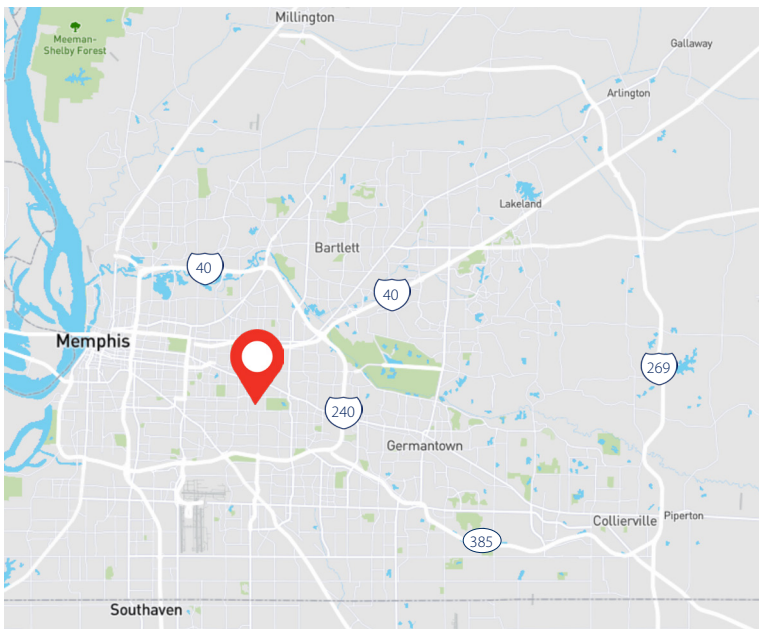 Millington
Meeman-
Shelby Forest
Gallaway
Arlington
Lakeland
Bartlett
40
40
Memphis
269
240
Germantown
Collierville
Piperton
385
Southaven